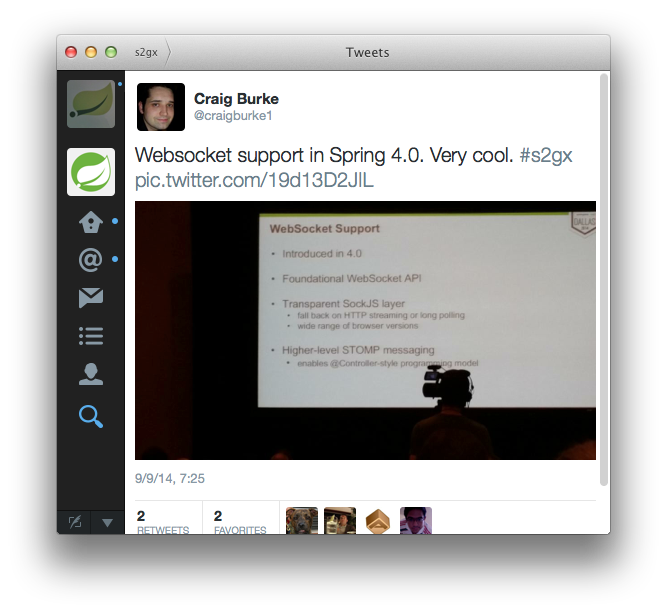 s2gx
Tweets
Craig Burke
@craigburke1
Websocket support in Spring 4.0. Very cool. #s2gx
pic.twitter.com/19d13D2JlL
WebSocket Support
DALLAS
• Introduced in 4.0
• Foundational WebSocket API
• Transparent SockJS layer
• fall back on HTTP streaming or long polling
• wide range of browser versions
• Higher-level STOMP messaging
• enables @Controller-style programming model
9/9/14, 7:25
2
RETWEETS
2
FAVORITES